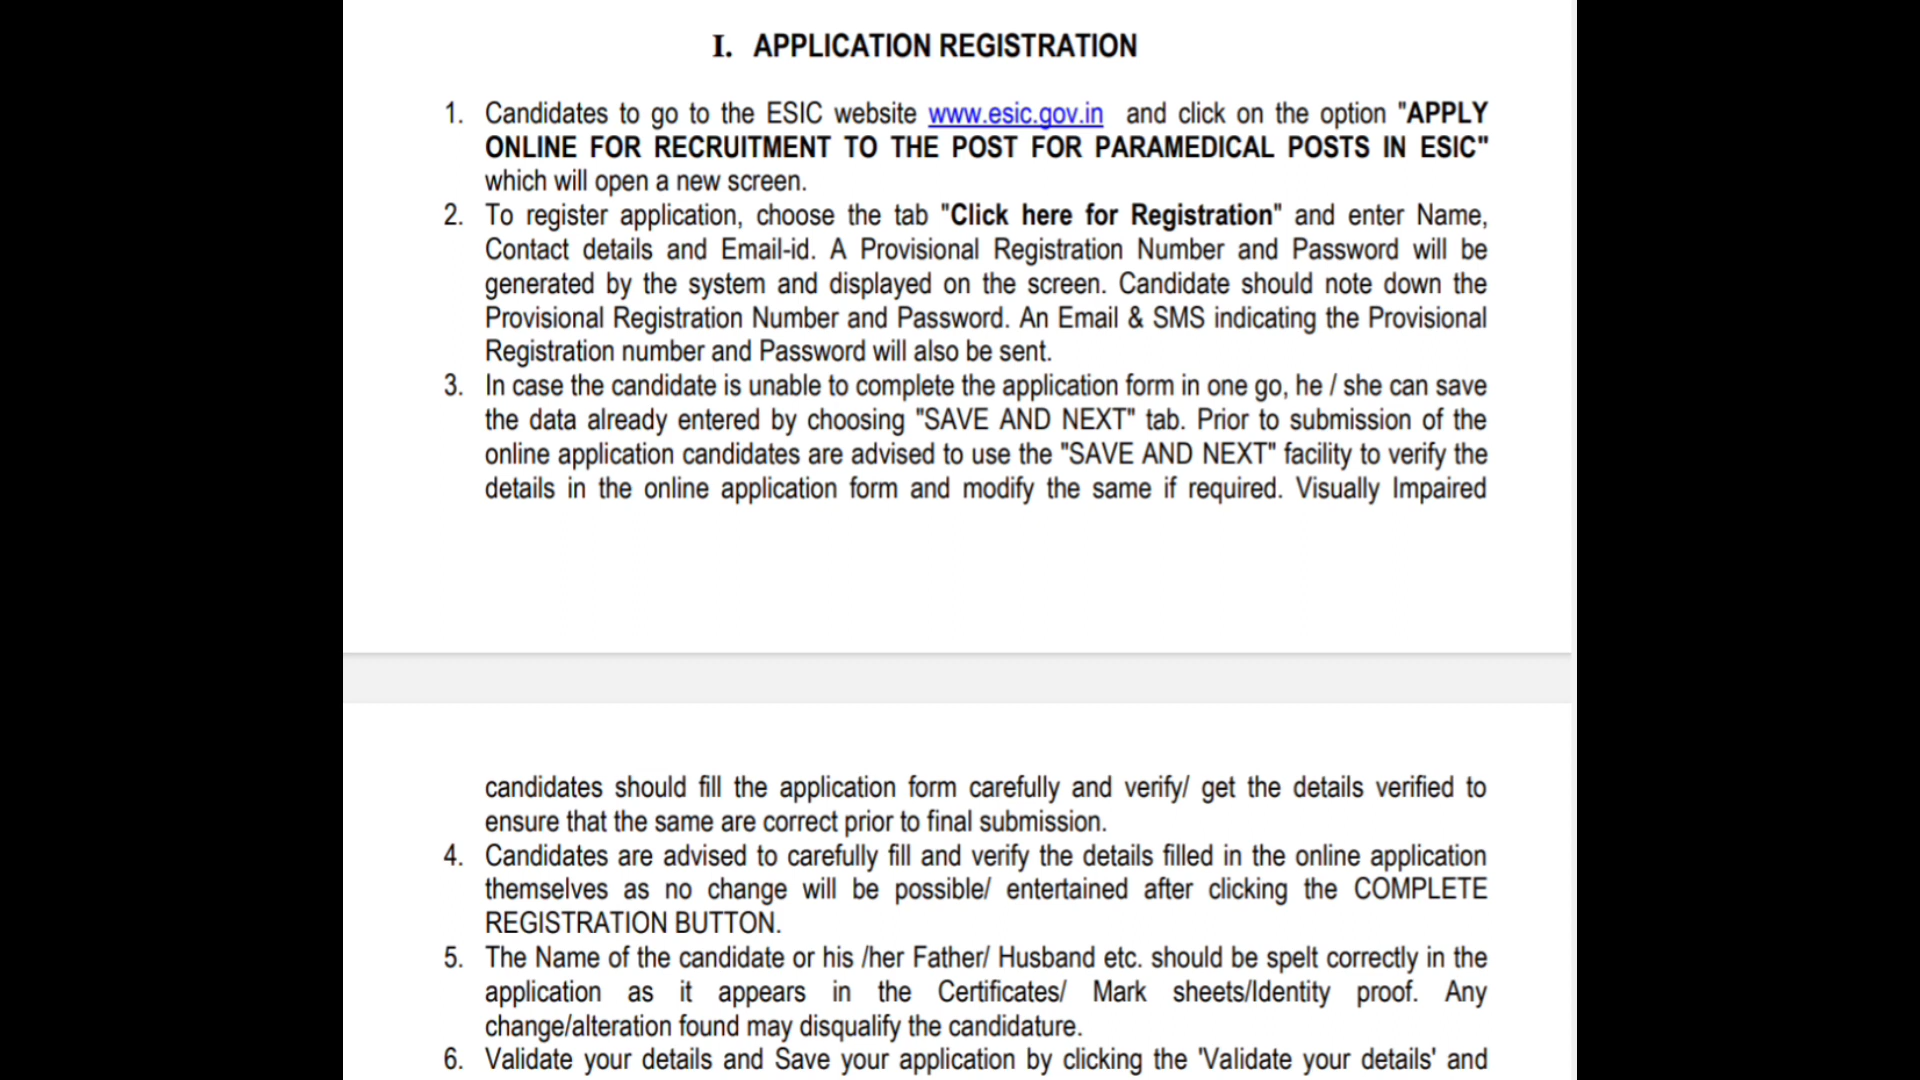 I. APPLICATION REGISTRATION
1. Candidates to go to the ESIC website www.esic.gov.in and click on the option "APPLY
ONLINE FOR RECRUITMENT TO THE POST FOR PARAMEDICAL POSTS IN ESIC"
which will open a new screen.
2. To register application, choose the tab "Click here for Registration" and enter Name,
Contact details and Email-id. A Provisional Registration Number and Password will be
generated by the system and displayed on the screen. Candidate should note down the
Provisional Registration Number and Password. An Email & SMS indicating the Provisional
Registration number and Password will also be sent.
3. In case the candidate is unable to complete the application form in one go, he / she can save
the data already entered by choosing "SAVE AND NEXT" tab. Prior to submission of the
online application candidates are advised to use the "SAVE AND NEXT" facility to verify the
details in the online application form and modify the same if required. Visually Impaired
candidates should fill the application form carefully and verify/ get the details verified to
ensure that the same are correct prior to final submission.
4. Candidates are advised to carefully fill and verify the details filled in the online application
themselves as no change will be possible/ entertained after clicking the COMPLETE
REGISTRATION BUTTON.
5. The Name of the candidate or his /her Father/ Husband etc. should be spelt correctly in the
application as it appears in the Certificates/ Mark sheets/Identity proof. Any
change/alteration found may disqualify the candidature.
6. Validate your details and Save your application by clicking the 'Validate your details' and